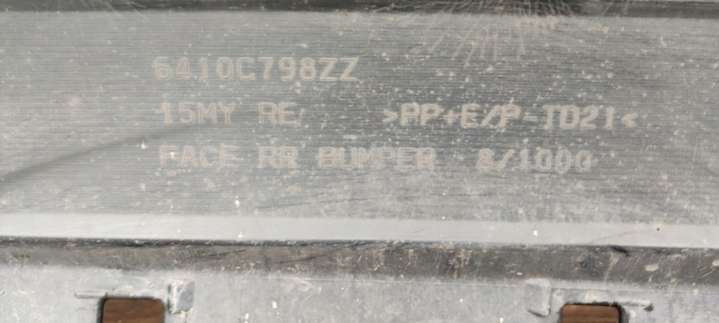 6410C798ZZ
15MY RE >PP+E/P-TD21<
FACE RR BUMPER 8/1000